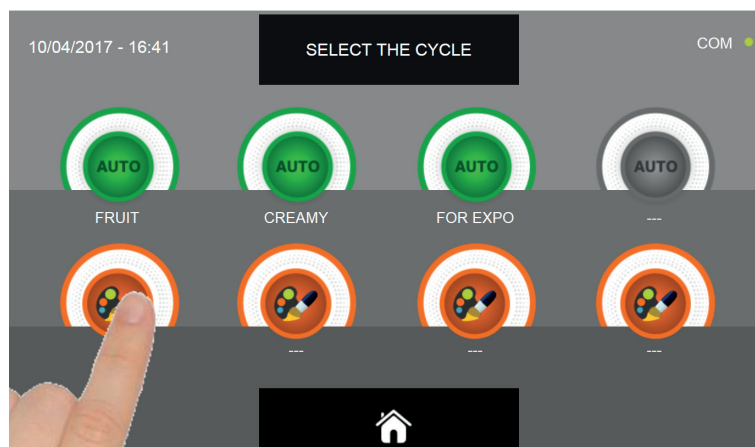 10/04/2017 - 16:41
SELECT THE CYCLE
COM
AUTO AUTO AUTO AUTO
FRUIT CREAMY FOR EXPO ---
--- --- ---